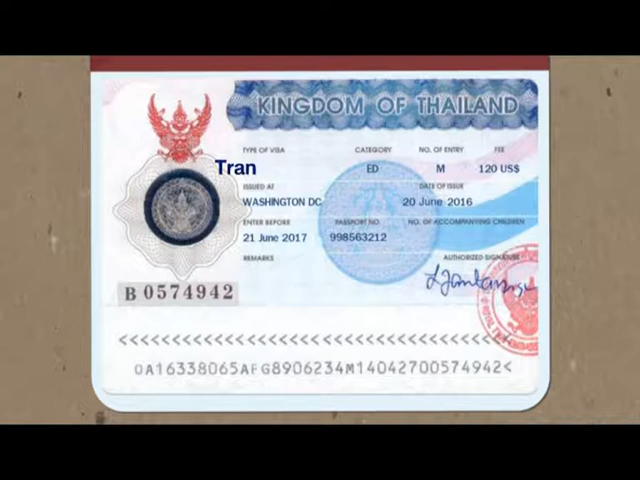 KINGDOM OF THAILAND
TYPE OF VISA CATEGORY NO. OF ENTRY FEE
Tran ED M 120 US$
ISSUED AT DATE OF ISSUE
WASHINGTON DC 20 June 2016
ENTER BEFORE PASSPORT NO. NO. OF ACCOMPANYING CHILDREN
21 June 2017 998563212
REMARKS AUTHORIZED SIGNATURE
B 0574942
<<<<<<<<<<<<<<<<<<<<<<<<<<<<<<<<<<<<<<<<<<<
0A16338065AFG8906234M14042700574942<